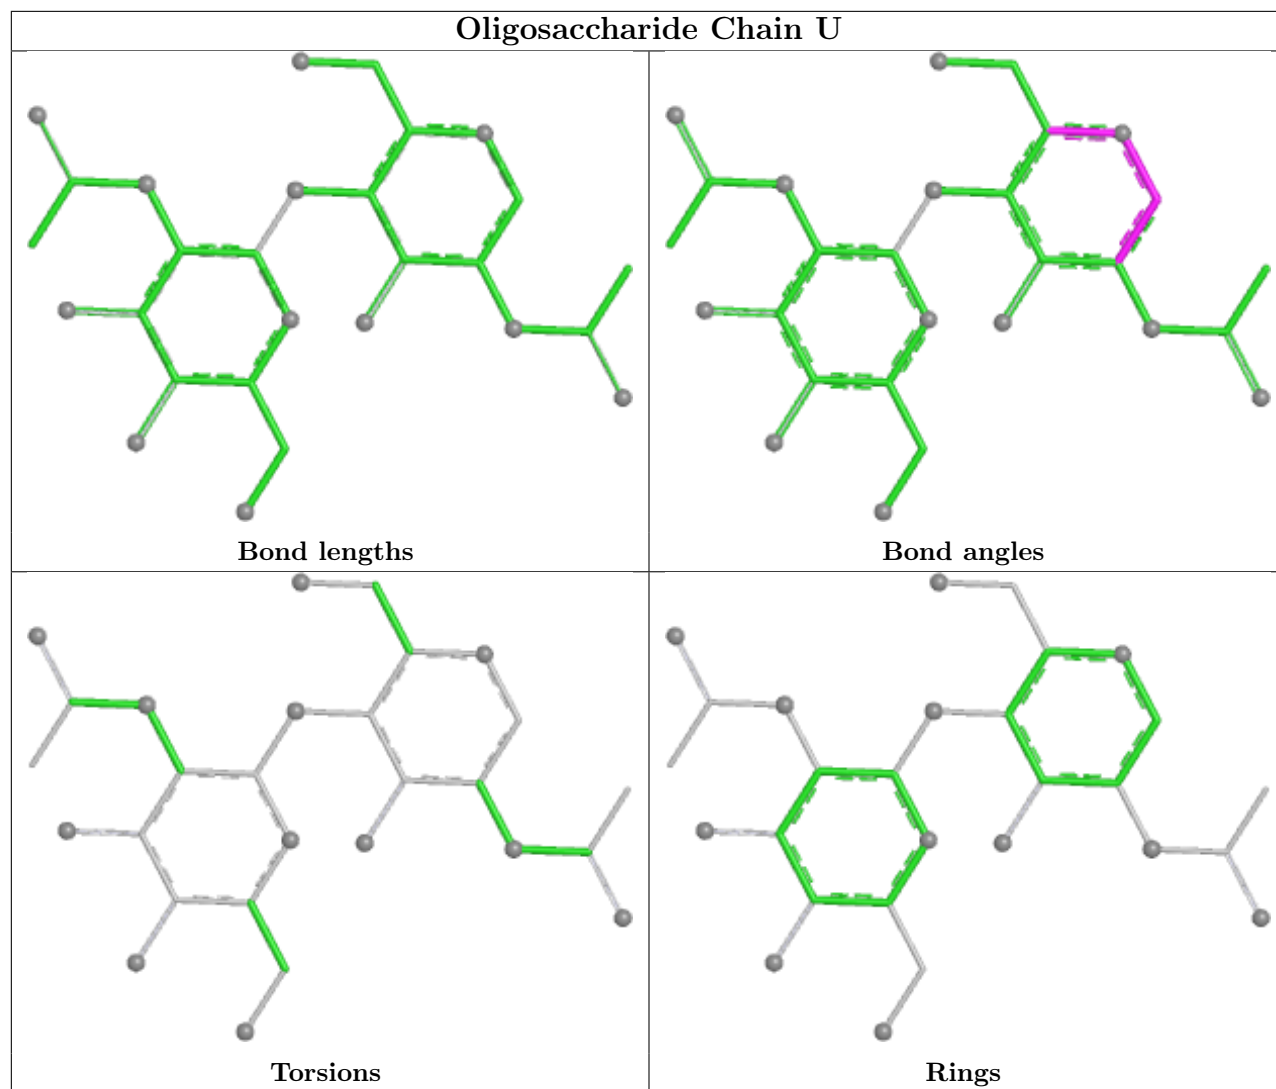 Oligosaccharide Chain U
Bond lengths
Bond angles
Torsions
Rings